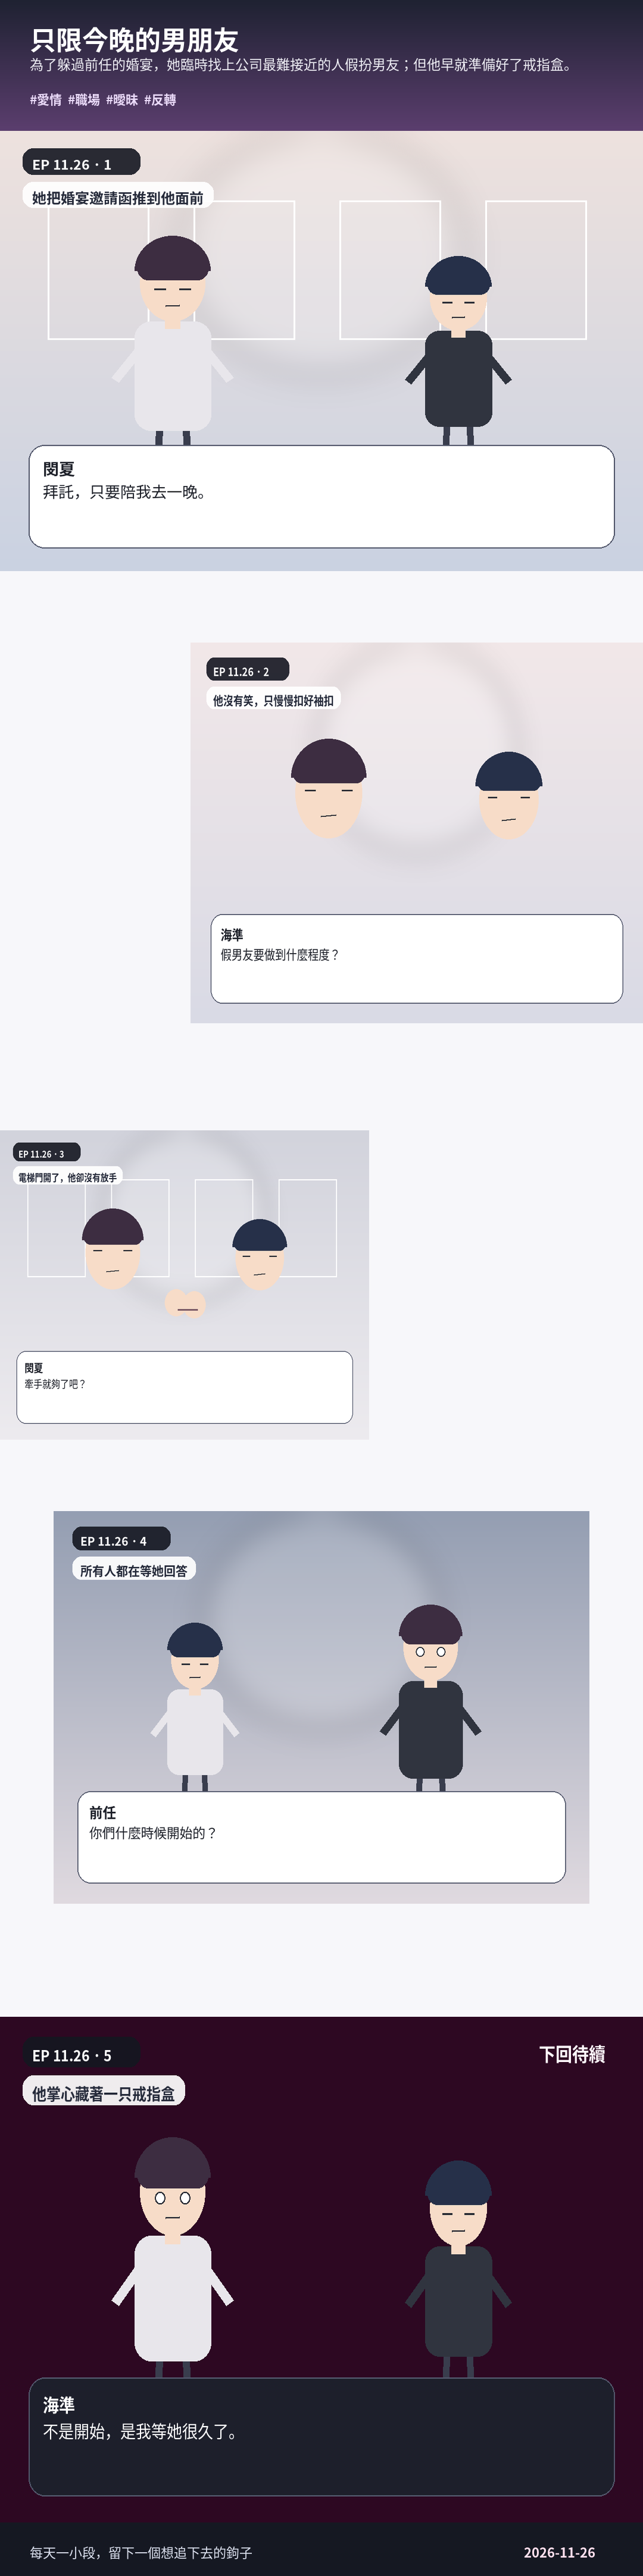 只限今晚的男朋友
為了躲過前任的婚宴，她臨時找上公司最難接近的人假扮男友；但他早就準備好了戒指盒。
#愛情 #職場 #曖昧 #反轉
EP 11.26・1
她把婚宴邀請函推到他面前
閔夏
拜託，只要陪我去一晚。
EP 11.26・2
他沒有笑，只慢慢扣好袖扣
海準
假男友要做到什麼程度？
EP 11.26・3
電梯門開了，他卻沒有放手
閔夏
牽手就夠了吧？
EP 11.26・4
所有人都在等她回答
前任
你們什麼時候開始的？
EP 11.26・5
下回待續
他掌心藏著一只戒指盒
海準
不是開始，是我等她很久了。
每天一小段，留下一個想追下去的鉤子
2026-11-26